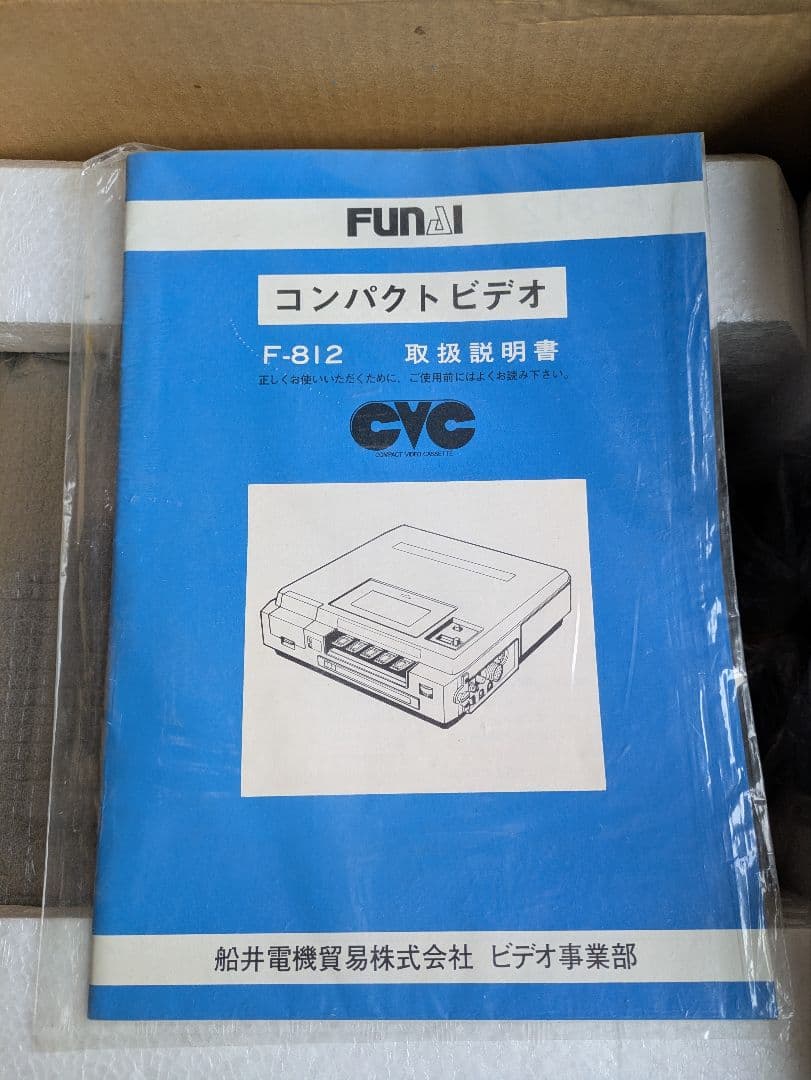 FUNAI
コンパクトビデオ
F-812 取扱説明書
正しくお使いいただくために、ご使用前にはよくお読み下さい。
CVC
COMPACT VIDEO CASSETTE
船井電機貿易株式会社 ビデオ事業部